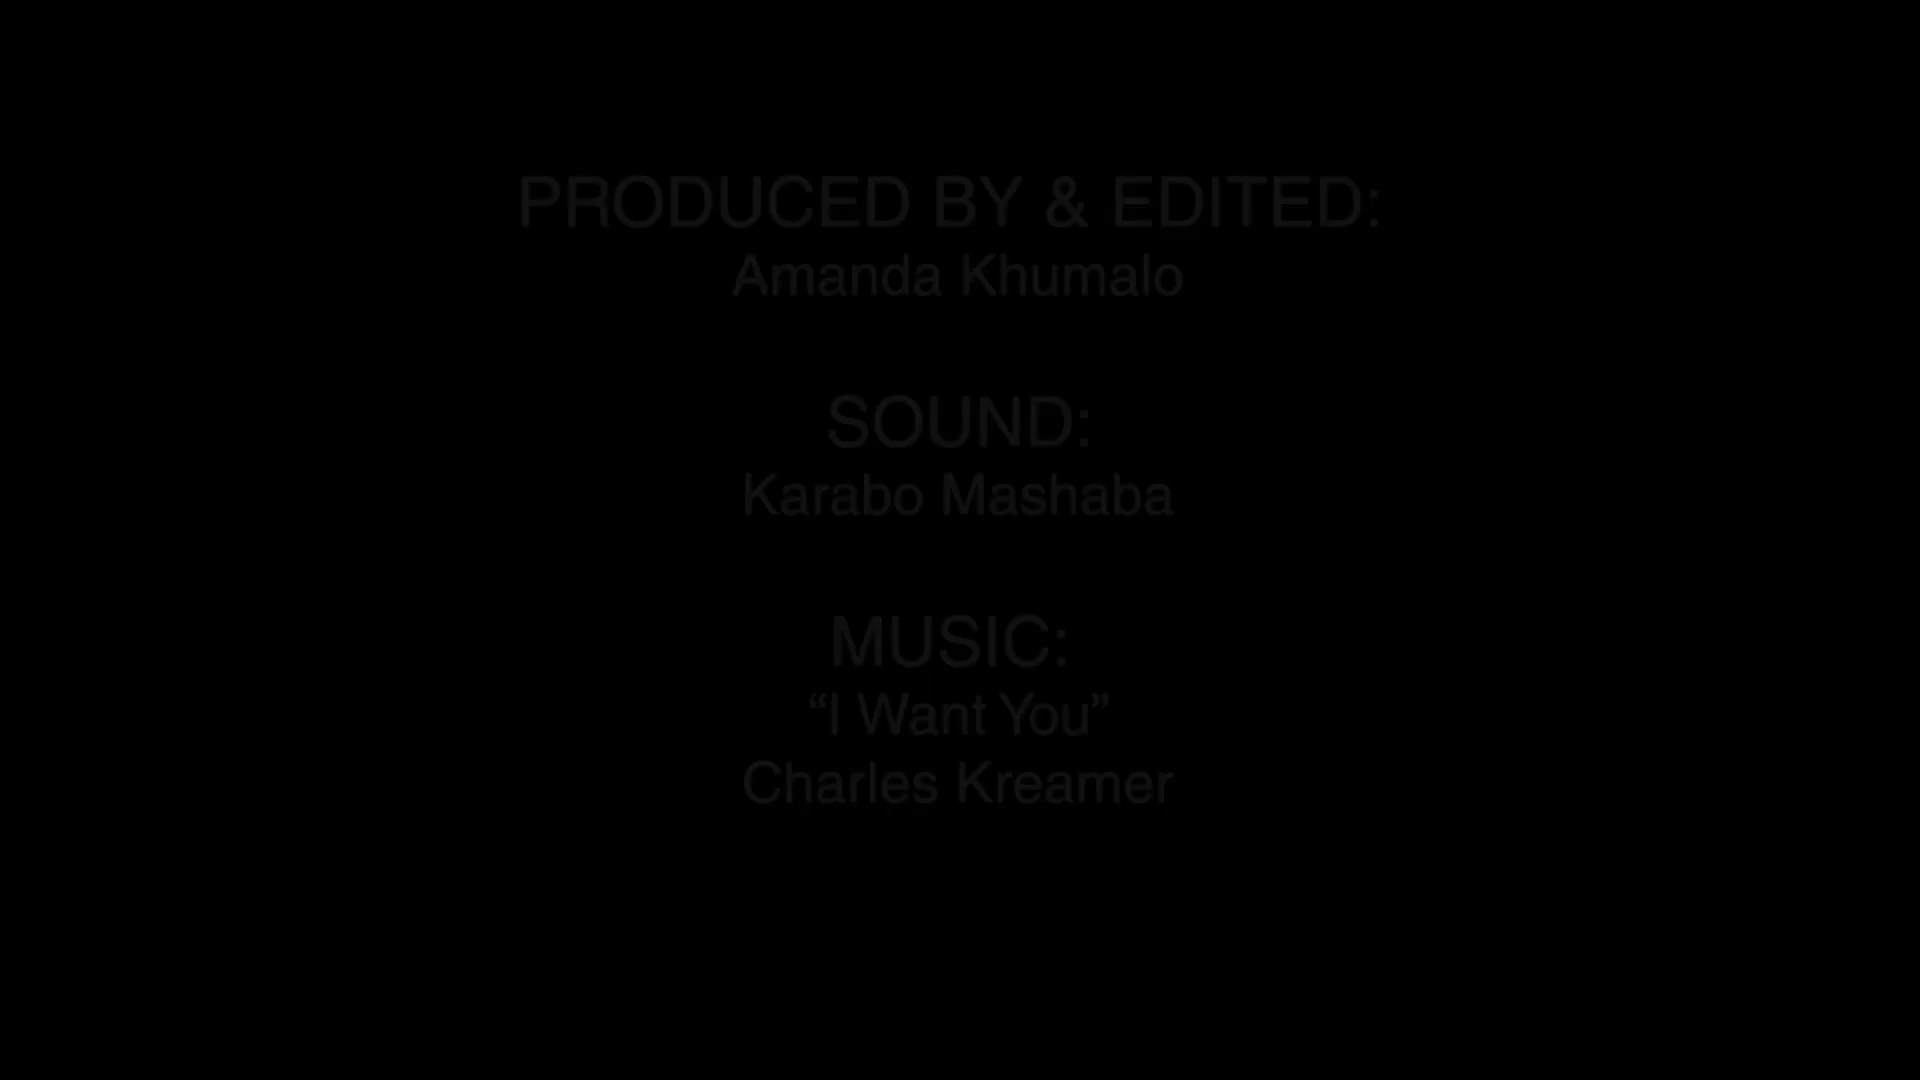 PRODUCED BY & EDITED:
Amanda Khumalo
SOUND:
Karabo Mashaba
MUSIC:
“I Want You”
Charles Kreamer